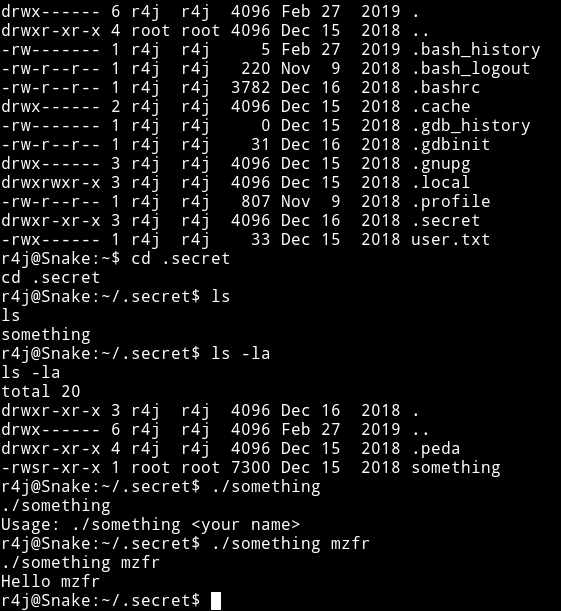 drwx------ 6 r4j  r4j  4096 Feb 27  2019 .
drwxr-xr-x 4 root root 4096 Dec 15  2018 ..
-rw------- 1 r4j  r4j     5 Feb 27  2019 .bash_history
-rw-r--r-- 1 r4j  r4j   220 Nov  9  2018 .bash_logout
-rw-r--r-- 1 r4j  r4j  3782 Dec 16  2018 .bashrc
drwx------ 2 r4j  r4j  4096 Dec 15  2018 .cache
-rw------- 1 r4j  r4j     0 Dec 15  2018 .gdb_history
-rw-r--r-- 1 r4j  r4j    31 Dec 16  2018 .gdbinit
drwx------ 3 r4j  r4j  4096 Dec 15  2018 .gnupg
drwxrwxr-x 3 r4j  r4j  4096 Dec 15  2018 .local
-rw-r--r-- 1 r4j  r4j   807 Nov  9  2018 .profile
drwxr-xr-x 3 r4j  r4j  4096 Dec 16  2018 .secret
-rwx------ 1 r4j  r4j    33 Dec 15  2018 user.txt
r4j@Snake:~$ cd .secret
cd .secret
r4j@Snake:~/.secret$ ls
ls
something
r4j@Snake:~/.secret$ ls -la
ls -la
total 20
drwxr-xr-x 3 r4j  r4j  4096 Dec 16  2018 .
drwx------ 6 r4j  r4j  4096 Feb 27  2019 ..
drwxr-xr-x 4 r4j  r4j  4096 Dec 15  2018 .peda
-rwsr-xr-x 1 root root 7300 Dec 15  2018 something
r4j@Snake:~/.secret$ ./something
./something
Usage: ./something <your name>
r4j@Snake:~/.secret$ ./something mzfr
./something mzfr
Hello mzfr
r4j@Snake:~/.secret$